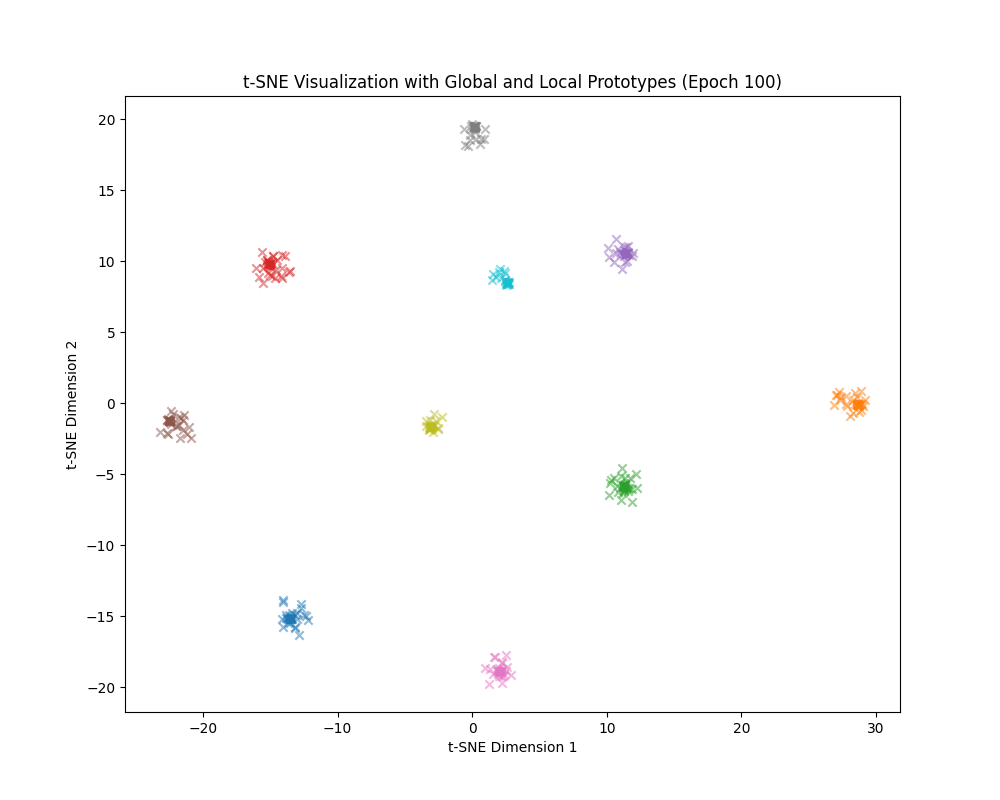 t-SNE Visualization with Global and Local Prototypes (Epoch 100)
20
15
10
5
0
−5
−10
−15
−20
t-SNE Dimension 2
−20 −10 0 10 20 30
t-SNE Dimension 1